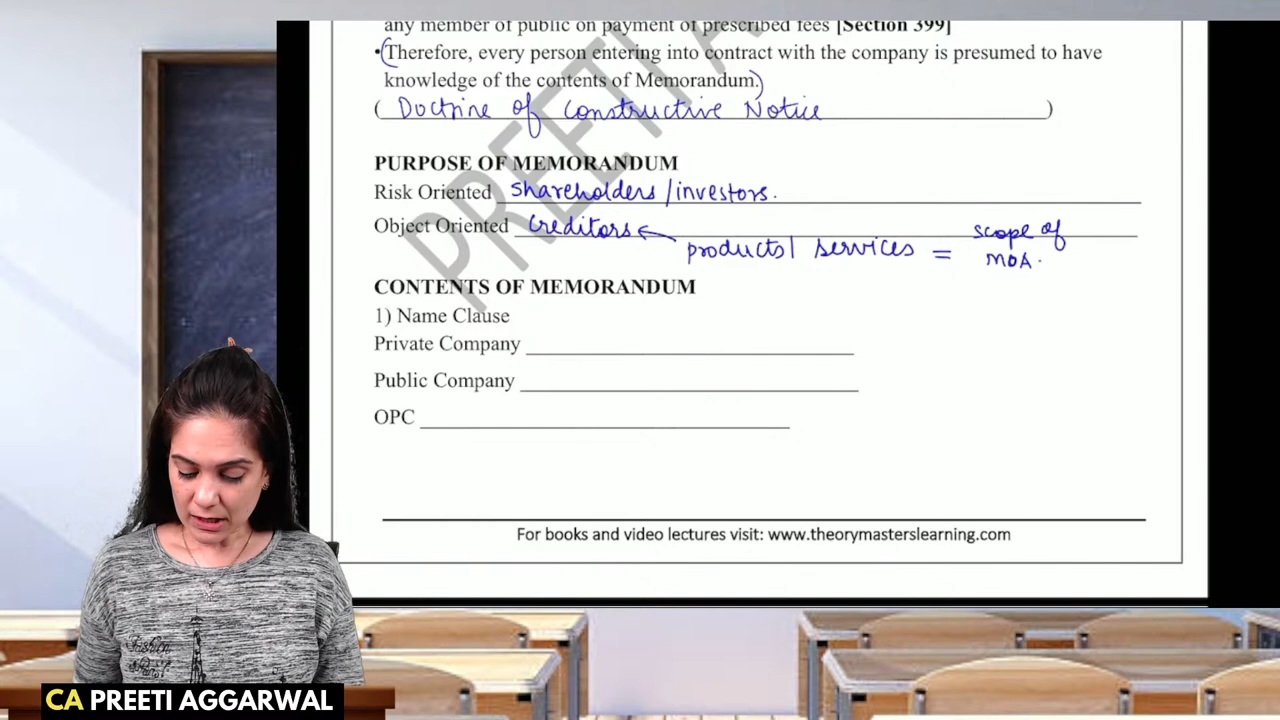 any member of public on payment of prescribed fees [Section 399]
•(Therefore, every person entering into contract with the company is presumed to have
knowledge of the contents of Memorandum.)
( Doctrine of Constructive Notice )
PURPOSE OF MEMORANDUM
Risk Oriented shareholders/investors.
Object Oriented Creditors
products/ services = scope of
MOA.
CONTENTS OF MEMORANDUM
1) Name Clause
Private Company
Public Company
OPC
For books and video lectures visit: www.theorymasterslearning.com
CA PREETI AGGARWAL
PREETI A